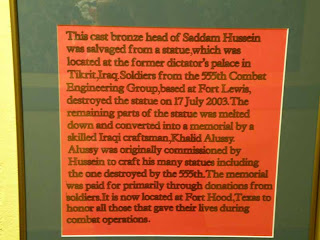 This cast bronze head of Saddam Hussein
was salvaged from a statue,which was
located at the former dictator's palace in
Tikrit,Iraq.Soldiers from the 555th Combat
Engineering Group,based at Fort Lewis,
destroyed the statue on 17 July 2003.The
remaining parts of the statue was melted
down and converted into a memorial by a
skilled Iraqi craftsman,Khalid Alussy.
Alussy was originally commissioned by
Hussein to craft his many statues including
the one destroyed by the 555th.The memorial
was paid for primarily through donations from
soldiers.It is now located at Fort Hood,Texas to
honor all those that gave their lives during
combat operations.